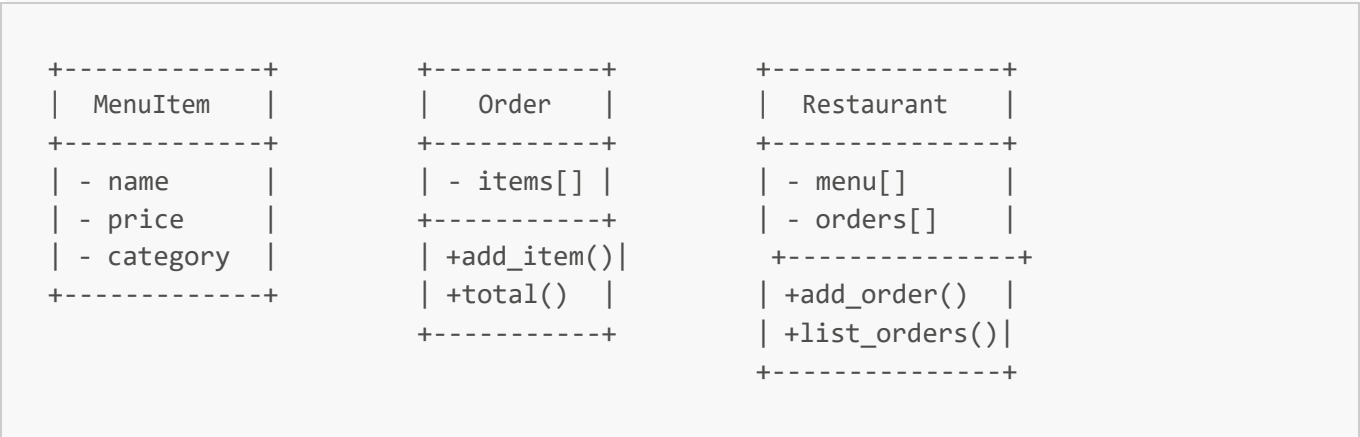 +-------------+         +-----------+         +---------------+
|   MenuItem   |         |   Order   |         |   Restaurant    |
+-------------+         +-----------+         +---------------+
| - name       |         | - items[] |         | - menu[]       |
| - price      |         +-----------+         | - orders[]     |
| - category   |         | +add_item()|          +---------------+
+-------------+         | +total()  |         | +add_order()   |
                        +-----------+         | +list_orders()|
                                              +---------------+